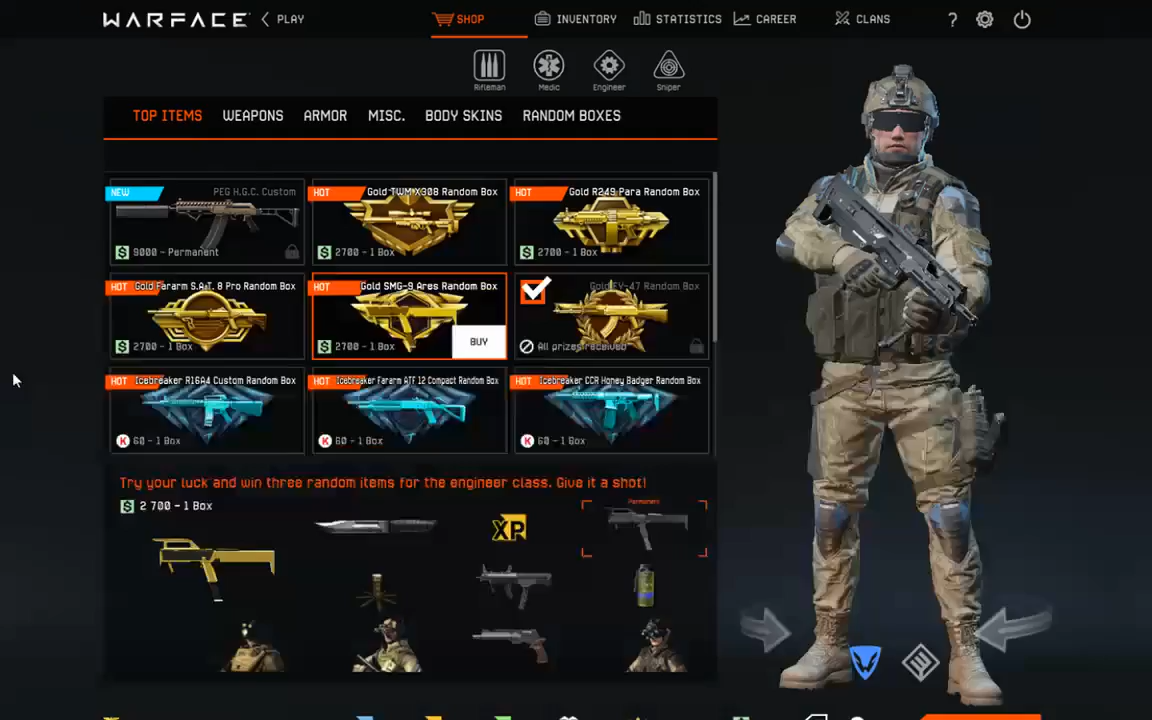 WARFACE
PLAY
SHOP
INVENTORY
STATISTICS
CAREER
CLANS
?
Rifleman
Medic
Engineer
Sniper
TOP ITEMS
WEAPONS
ARMOR
MISC.
BODY SKINS
RANDOM BOXES
NEW
PEG H.G.C. Custom
$ 9000 - Permanent
HOT
Gold TWM X308 Random Box
$ 2700 - 1 Box
HOT
Gold R249 Para Random Box
$ 2700 - 1 Box
HOT
Gold Fararm S.A.T. 8 Pro Random Box
$ 2700 - 1 Box
HOT
Gold SMG-9 Ares Random Box
$ 2700 - 1 Box
BUY
Gold FY-47 Random Box
All prizes received
HOT
Icebreaker R16A4 Custom Random Box
K 60 - 1 Box
HOT
Icebreaker Fararm ATF 12 Compact Random Box
K 60 - 1 Box
HOT
Icebreaker CCR Honey Badger Random Box
K 60 - 1 Box
Try your luck and win three random items for the engineer class. Give it a shot!
$ 2 700 - 1 Box
XP
Permanent